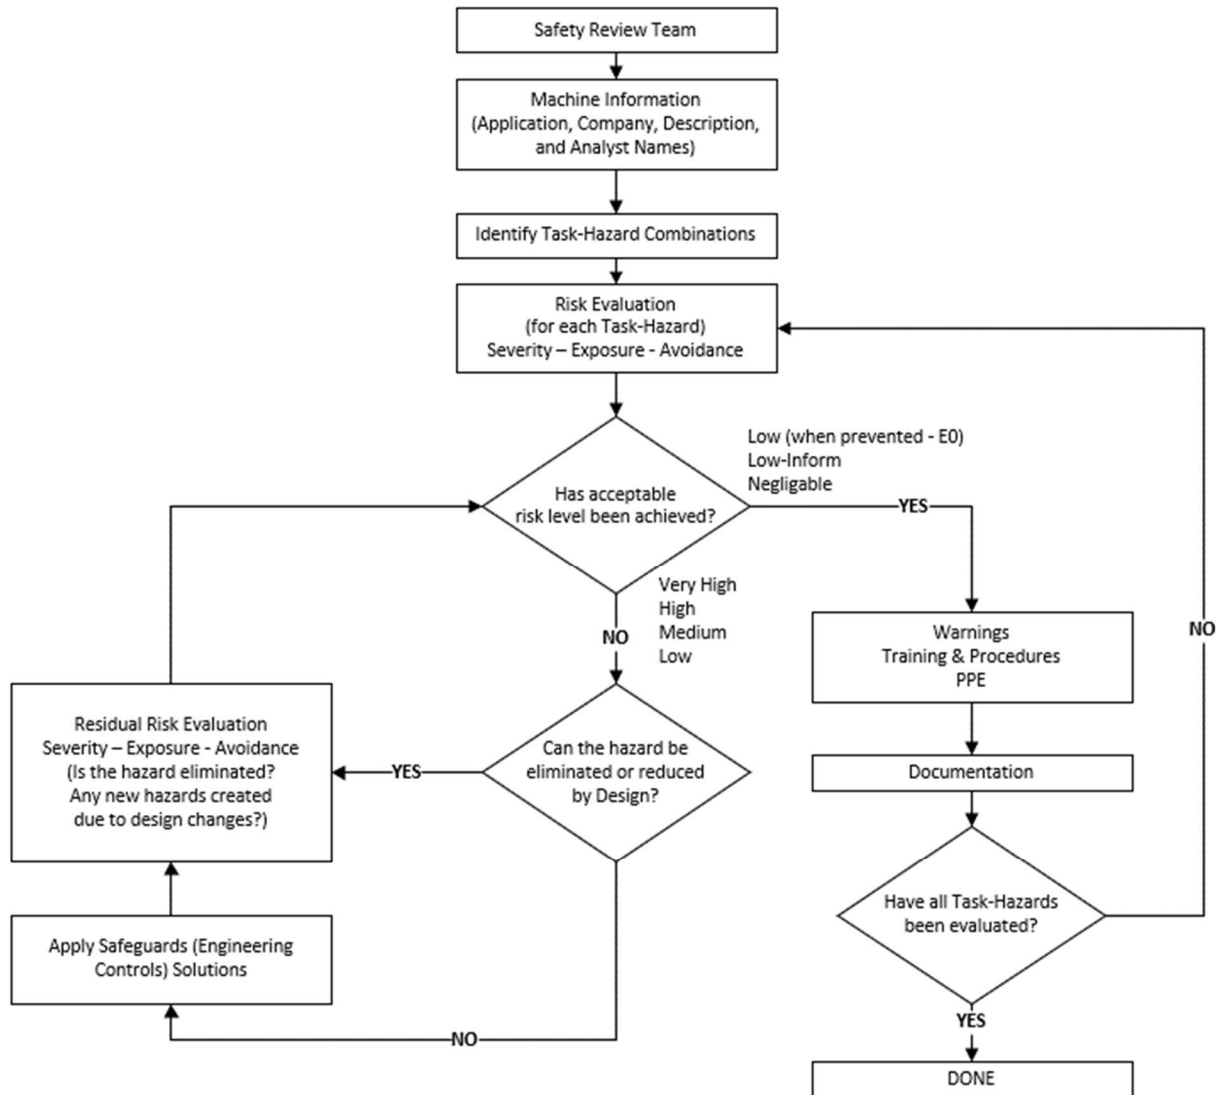 Safety Review Team
Machine Information
(Application, Company, Description,
and Analyst Names)
Identify Task-Hazard Combinations
Risk Evaluation
(for each Task-Hazard)
Severity – Exposure - Avoidance
Has acceptable
risk level been achieved?
Low (when prevented - E0)
Low-Inform
Negligable
YES
Very High
High
Medium
Low
NO
Warnings
Training & Procedures
PPE
NO
Residual Risk Evaluation
Severity – Exposure - Avoidance
(Is the hazard eliminated?
Any new hazards created
due to design changes?)
YES
Can the hazard be
eliminated or reduced
by Design?
Documentation
Have all Task-Hazards
been evaluated?
Apply Safeguards (Engineering
Controls) Solutions
NO
YES
DONE